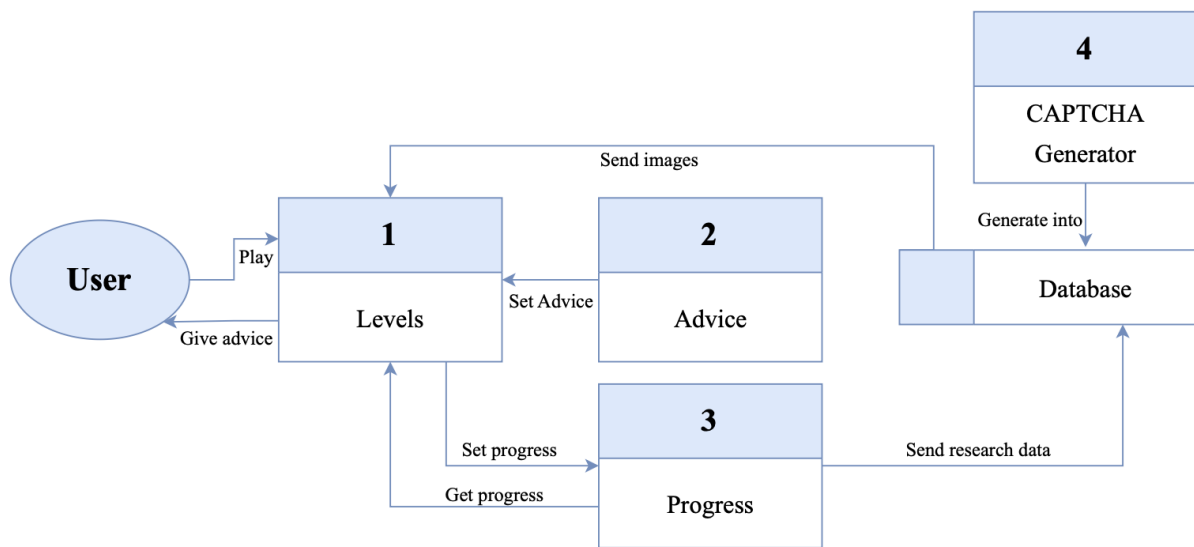 4
CAPTCHA
Generator
Send images
Generate into
1
2
User
Play
Set Advice
Database
Levels
Advice
Give advice
3
Set progress
Send research data
Get progress
Progress